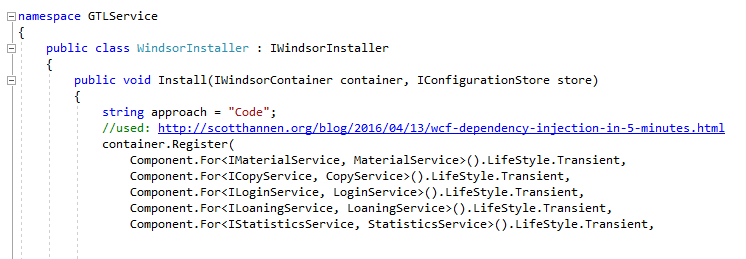 namespace GTLService
{
public class WindsorInstaller : IWindsorInstaller
{
public void Install(IWindsorContainer container, IConfigurationStore store)
{
string approach = "Code";
//used: http://scotthannen.org/blog/2016/04/13/wcf-dependency-injection-in-5-minutes.html
container.Register(
Component.For<IMaterialService, MaterialService>().LifeStyle.Transient,
Component.For<ICopyService, CopyService>().LifeStyle.Transient,
Component.For<ILoginService, LoginService>().LifeStyle.Transient,
Component.For<ILoaningService, LoaningService>().LifeStyle.Transient,
Component.For<IStatisticsService, StatisticsService>().LifeStyle.Transient,